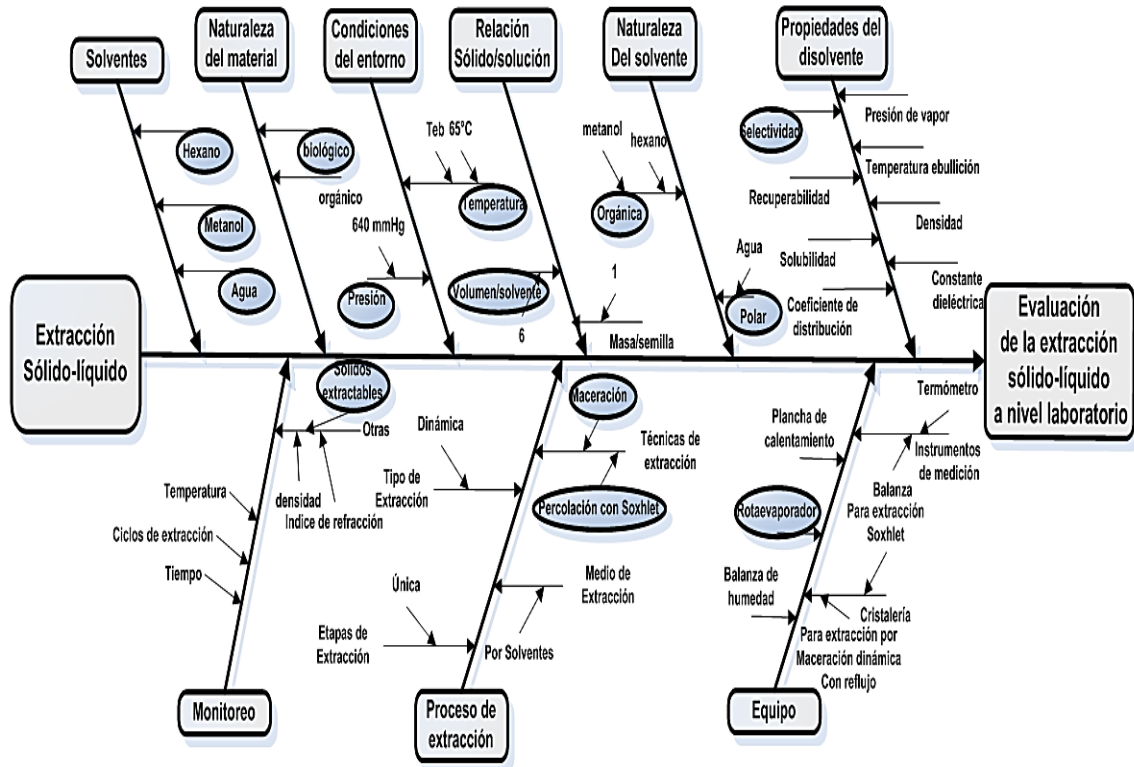 Solventes
Naturaleza
del material
Condiciones
del entorno
Relación
Sólido/solución
Naturaleza
Del solvente
Propiedades del
disolvente
Hexano
Metanol
Agua
biológico
orgánico
Teb 65°C
Temperatura
640 mmHg
Presión
Volumen/solvente
6
1
Masa/semilla
metanol
hexano
Orgánica
Agua
Polar
Selectividad
Presión de vapor
Temperatura ebullición
Recuperabilidad
Densidad
Solubilidad
Constante
dieléctrica
Coeficiente de
distribución
Extracción
Sólido-líquido
Evaluación
de la extracción
sólido-líquido
a nivel laboratorio
Sólidos
extractables
Otras
densidad
Indice de refracción
Temperatura
Ciclos de extracción
Tiempo
Monitoreo
Maceración
Dinámica
Técnicas de
extracción
Tipo de
Extracción
Percolación con Soxhlet
Única
Medio de
Extracción
Etapas de
Extracción
Por Solventes
Proceso de
extracción
Termómetro
Plancha de
calentamiento
Instrumentos
de medición
Balanza
Para extracción
Soxhlet
Rotaevaporador
Balanza de
humedad
Cristalería
Para extracción por
Maceración dinámica
Con reflujo
Equipo